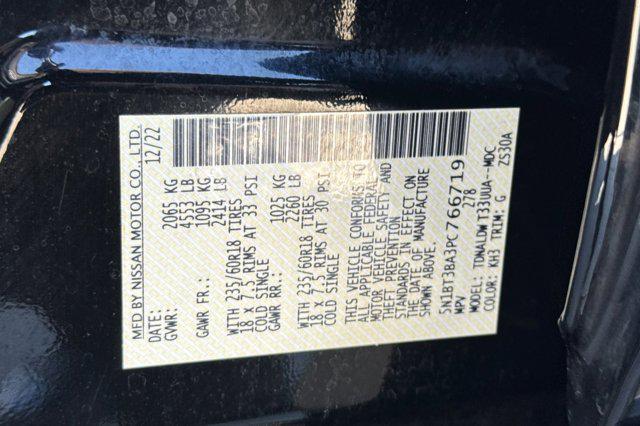 MFD BY NISSAN MOTOR CO., LTD.
DATE: 12/22
GVWR: 2065 KG
4553 LB
GAWR FR.: 1095 KG
2414 LB
WITH 235/60R18 TIRES
18 x 7.5 RIMS AT 33 PSI
COLD SINGLE
GAWR RR.: 1025 KG
2260 LB
WITH 235/60R18 TIRES
18 x 7.5 RIMS AT 30 PSI
COLD SINGLE
THIS VEHICLE CONFORMS TO
ALL APPLICABLE FEDERAL
MOTOR VEHICLE SAFETY AND
THEFT PREVENTION
STANDARDS IN EFFECT ON
THE DATE OF MANUFACTURE
SHOWN ABOVE.
5N1BT3BA3PC766719
MPV 278
MODEL: TDNALDW T33UUA--MDC
COLOR: KH3 TRIM: G
ZS30A